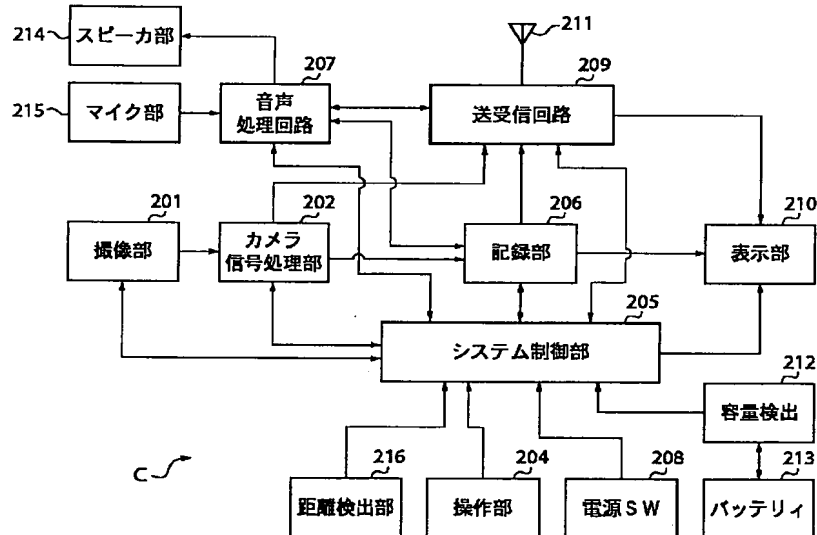 211
214
スピーカ部
207
209
215
マイク部
音声
処理回路
送受信回路
201
202
206
210
撮像部
カメラ
信号処理部
記録部
表示部
205
システム制御部
212
容量検出
C
216
204
208
213
距離検出部
操作部
電源SW
バッテリィ